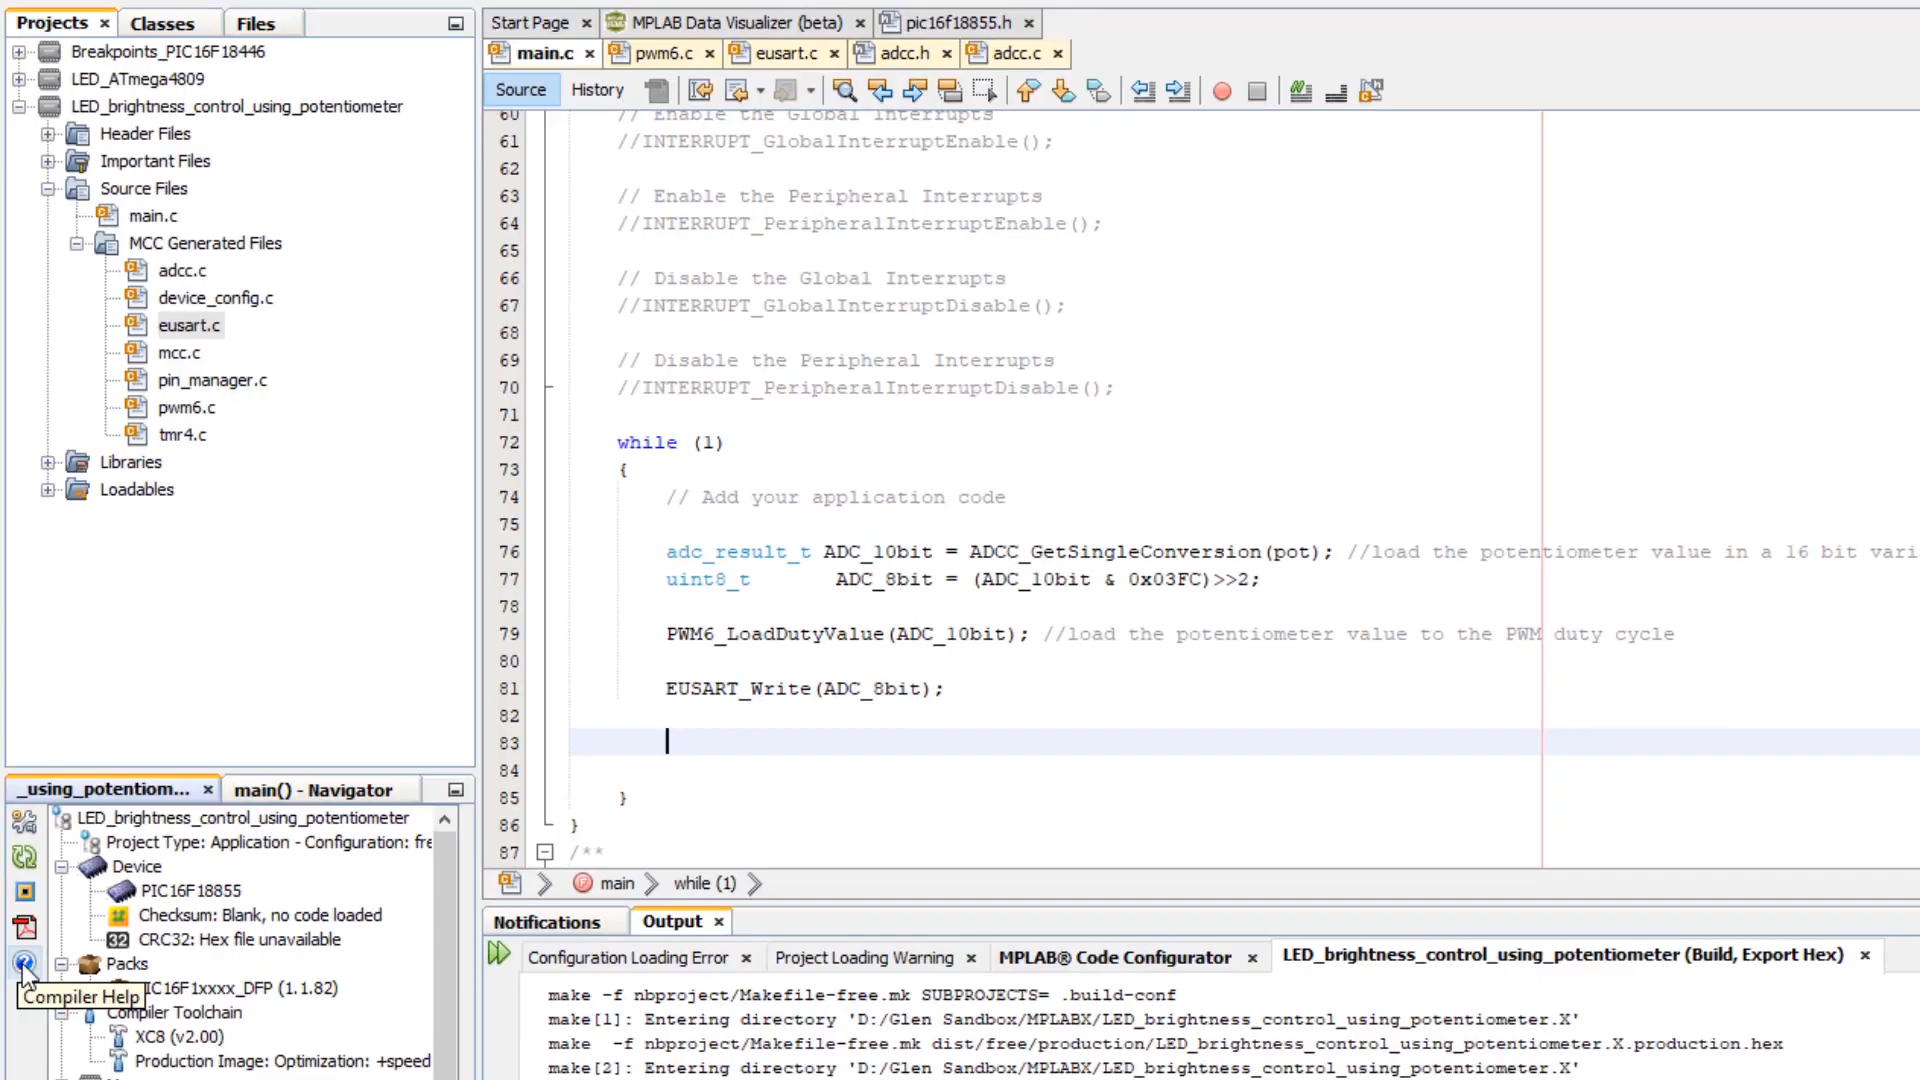 Projects
Classes
Files
Breakpoints_PIC16F18446
LED_ATmega4809
LED_brightness_control_using_potentiometer
Header Files
Important Files
Source Files
main.c
MCC Generated Files
adcc.c
device_config.c
eusart.c
mcc.c
pin_manager.c
pwm6.c
tmr4.c
Libraries
Loadables
_using_potentiom...
main() - Navigator
LED_brightness_control_using_potentiometer
Project Type: Application - Configuration: fre
Device
PIC16F18855
Checksum: Blank, no code loaded
32 CRC32: Hex file unavailable
Packs
IC16F1xxxx_DFP (1.1.82)
Compiler Help
Compiler Toolchain
XC8 (v2.00)
Production Image: Optimization: +speed
Start Page
MPLAB Data Visualizer (beta)
pic16f18855.h
main.c
pwm6.c
eusart.c
adcc.h
adcc.c
Source
History
60 // Enable the Global Interrupts
61 //INTERRUPT_GlobalInterruptEnable();
62
63 // Enable the Peripheral Interrupts
64 //INTERRUPT_PeripheralInterruptEnable();
65
66 // Disable the Global Interrupts
67 //INTERRUPT_GlobalInterruptDisable();
68
69 // Disable the Peripheral Interrupts
70 //INTERRUPT_PeripheralInterruptDisable();
71
72 while (1)
73 {
74 // Add your application code
75
76 adc_result_t ADC_10bit = ADCC_GetSingleConversion(pot); //load the potentiometer value in a 16 bit vari
77 uint8_t ADC_8bit = (ADC_10bit & 0x03FC)>>2;
78
79 PWM6_LoadDutyValue(ADC_10bit); //load the potentiometer value to the PWM duty cycle
80
81 EUSART_Write(ADC_8bit);
82
83
84
85 }
86 }
87 /**
main
while (1)
Notifications
Output
Configuration Loading Error
Project Loading Warning
MPLAB® Code Configurator
LED_brightness_control_using_potentiometer (Build, Export Hex)
make -f nbproject/Makefile-free.mk SUBPROJECTS= .build-conf
make[1]: Entering directory 'D:/Glen Sandbox/MPLABX/LED_brightness_control_using_potentiometer.X'
make -f nbproject/Makefile-free.mk dist/free/production/LED_brightness_control_using_potentiometer.X.production.hex
make[2]: Entering directory 'D:/Glen Sandbox/MPLABX/LED_brightness_control_using_potentiometer.X'